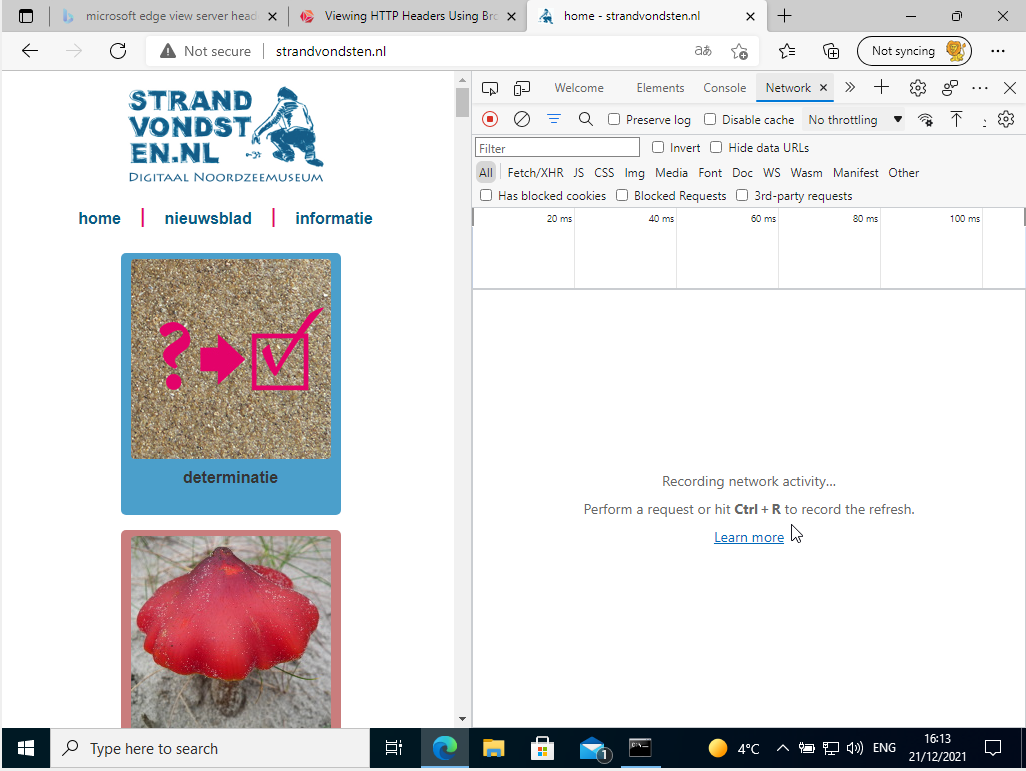 microsoft edge view server head
Viewing HTTP Headers Using Bro
home - strandvondsten.nl
Not secure
strandvondsten.nl
aあ
Not syncing
STRAND
VONDST
EN.NL
DIGITAAL NOORDZEEMUSEUM
home | nieuwsblad | informatie
determinatie
Welcome Elements Console Network
Preserve log Disable cache No throttling
Filter Invert Hide data URLs
All Fetch/XHR JS CSS Img Media Font Doc WS Wasm Manifest Other
Has blocked cookies Blocked Requests 3rd-party requests
20 ms 40 ms 60 ms 80 ms 100 ms
Recording network activity...
Perform a request or hit Ctrl + R to record the refresh.
Learn more
Type here to search
1
4°C
ENG
16:13
21/12/2021